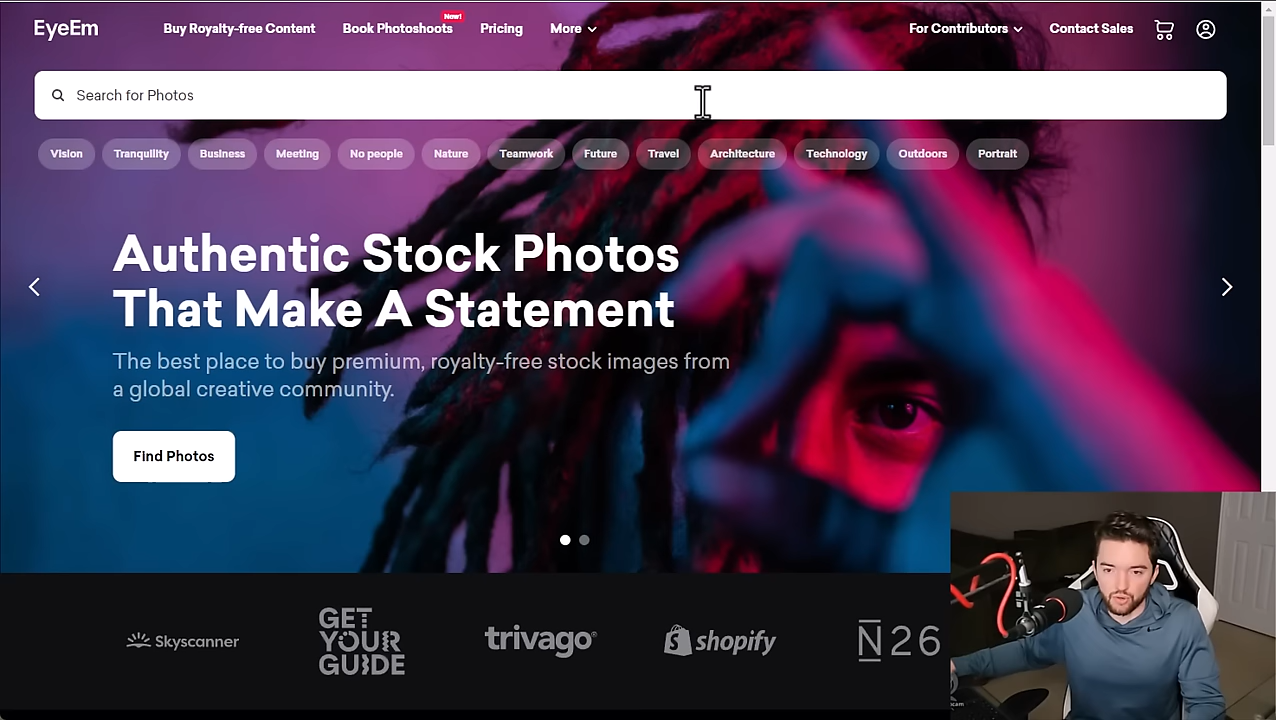 EyeEm
Buy Royalty-free Content
Book Photoshoots
New!
Pricing
More
For Contributors
Contact Sales
Search for Photos
Vision
Tranquility
Business
Meeting
No people
Nature
Teamwork
Future
Travel
Architecture
Technology
Outdoors
Portrait
Authentic Stock Photos
That Make A Statement
The best place to buy premium, royalty-free stock images from
a global creative community.
Find Photos
Skyscanner
GET
YOUR
GUIDE
trivago®
shopify
N26